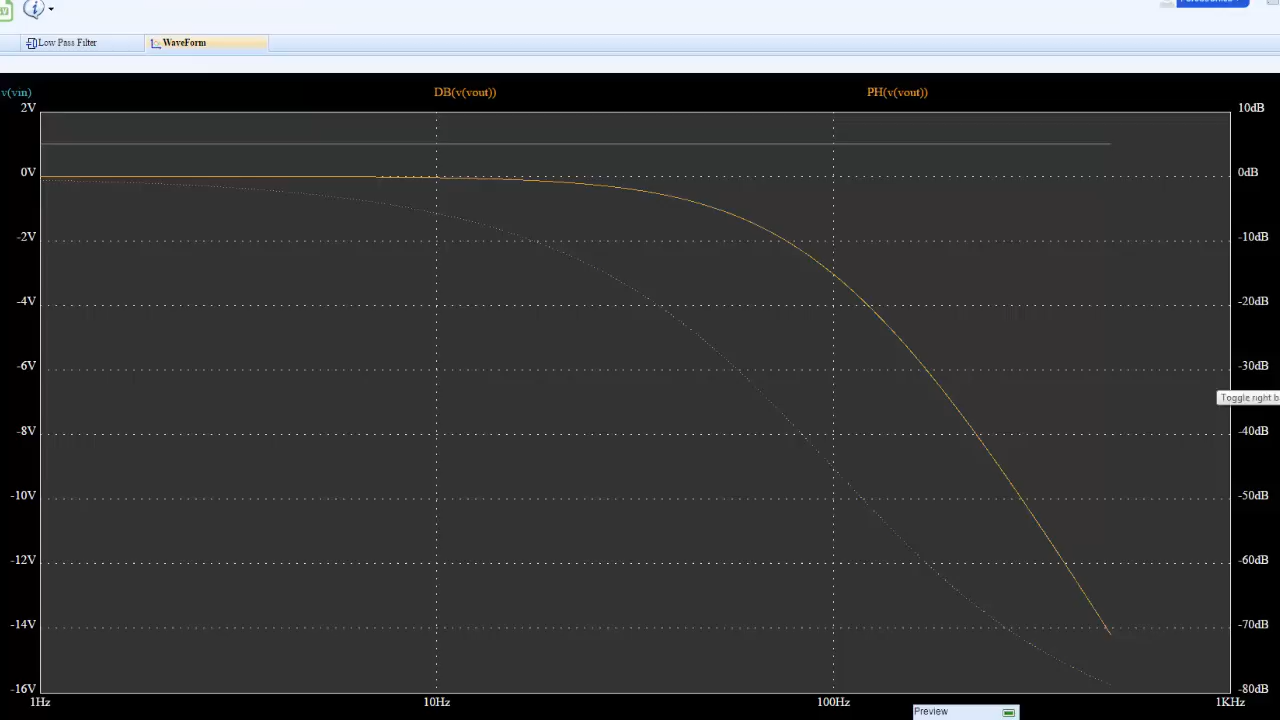 Low Pass Filter
WaveForm
v(vin)
DB(v(vout))
PH(v(vout))
2V
10dB
0V
0dB
-2V
-10dB
-4V
-20dB
-6V
-30dB
Toggle right b
-8V
-40dB
-10V
-50dB
-12V
-60dB
-14V
-70dB
-16V
-80dB
1Hz
10Hz
100Hz
1KHz
Preview